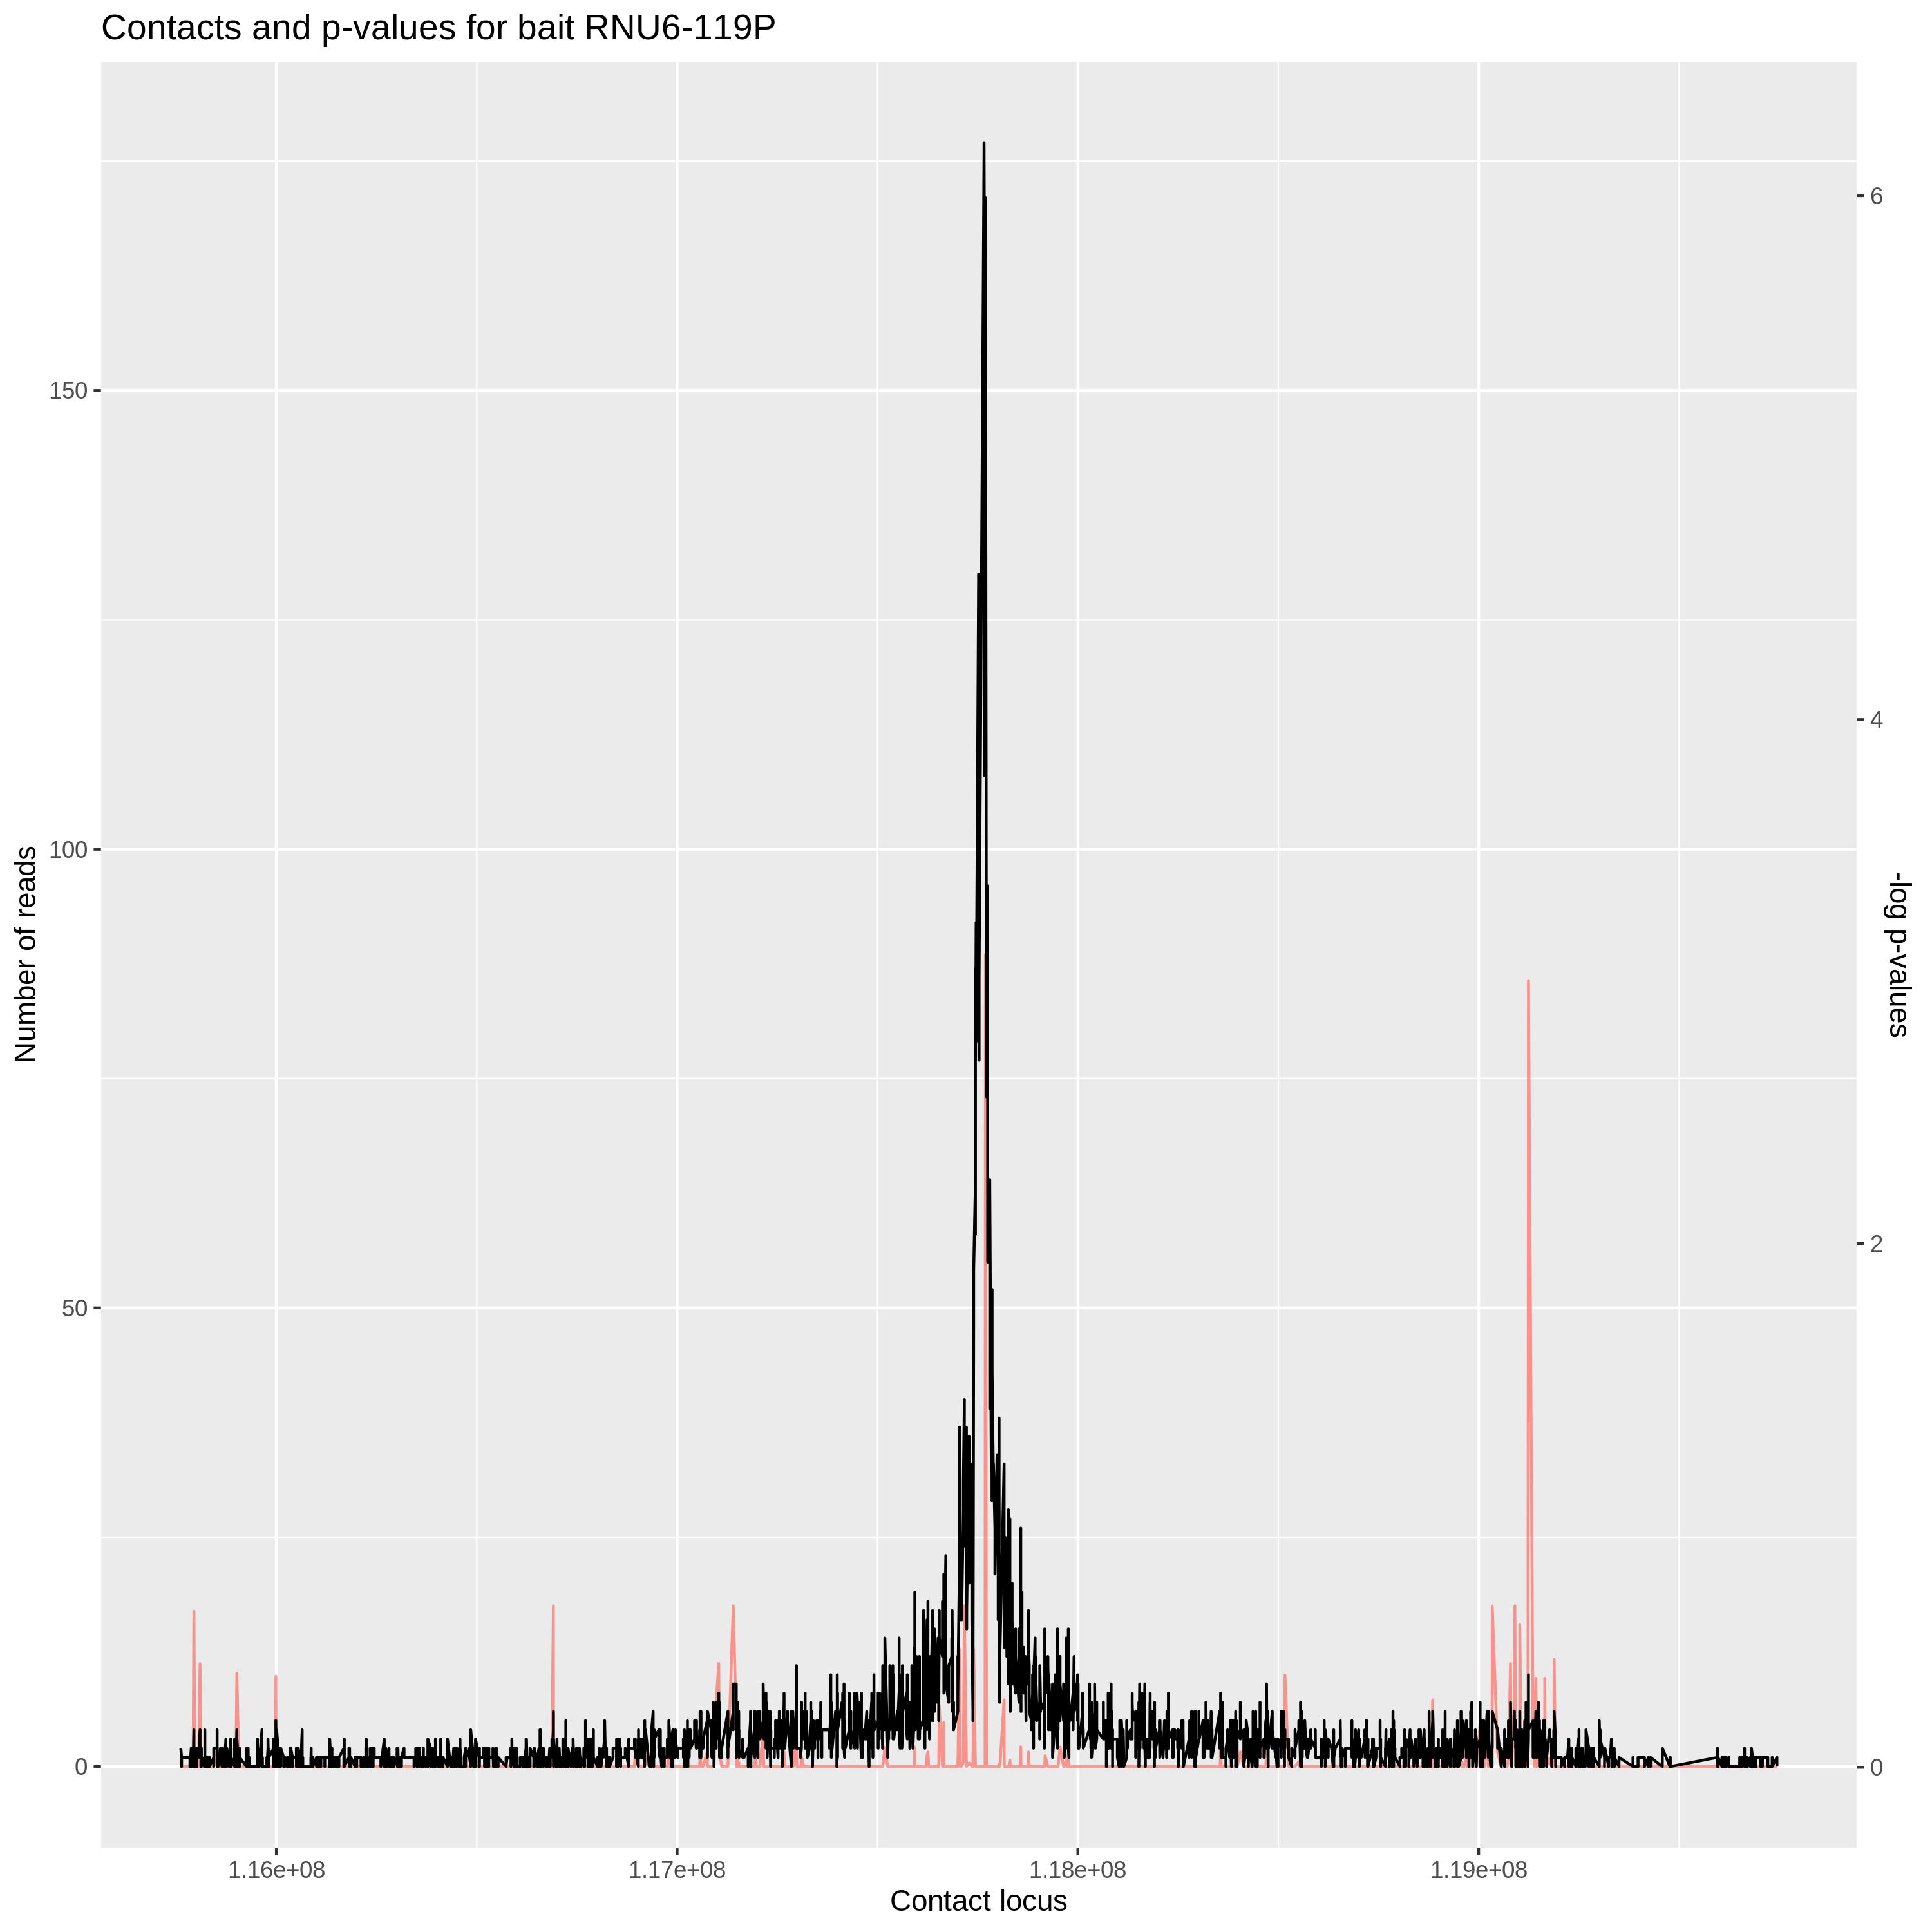 Contacts and p-values for bait RNU6-119P
Number of reads
150
100
50
0
6
4
2
0
-log p-values
1.16e+08
1.17e+08
1.18e+08
1.19e+08
Contact locus